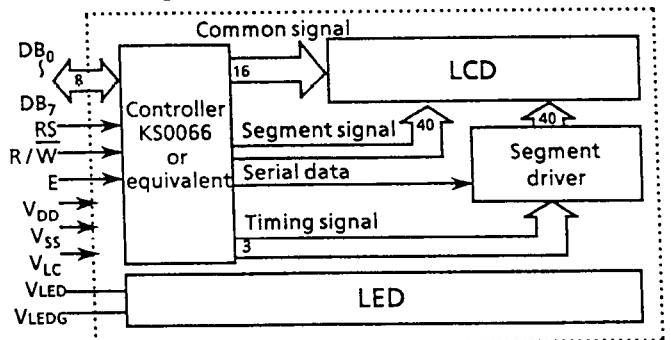 Common signal
DB0
8
16
LCD
DB7
Controller
KS0066
or
equivalent
RS
R / W
E
Segment signal
40
40
Segment
driver
Serial data
VDD
VSS
VLC
Timing signal
3
VLED
VLEDG
LED